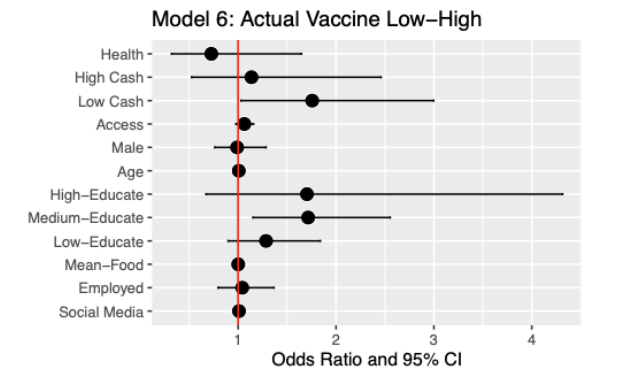 Model 6: Actual Vaccine Low−High
Health
High Cash
Low Cash
Access
Male
Age
High−Educate
Medium−Educate
Low−Educate
Mean−Food
Employed
Social Media
1 2 3 4
Odds Ratio and 95% CI